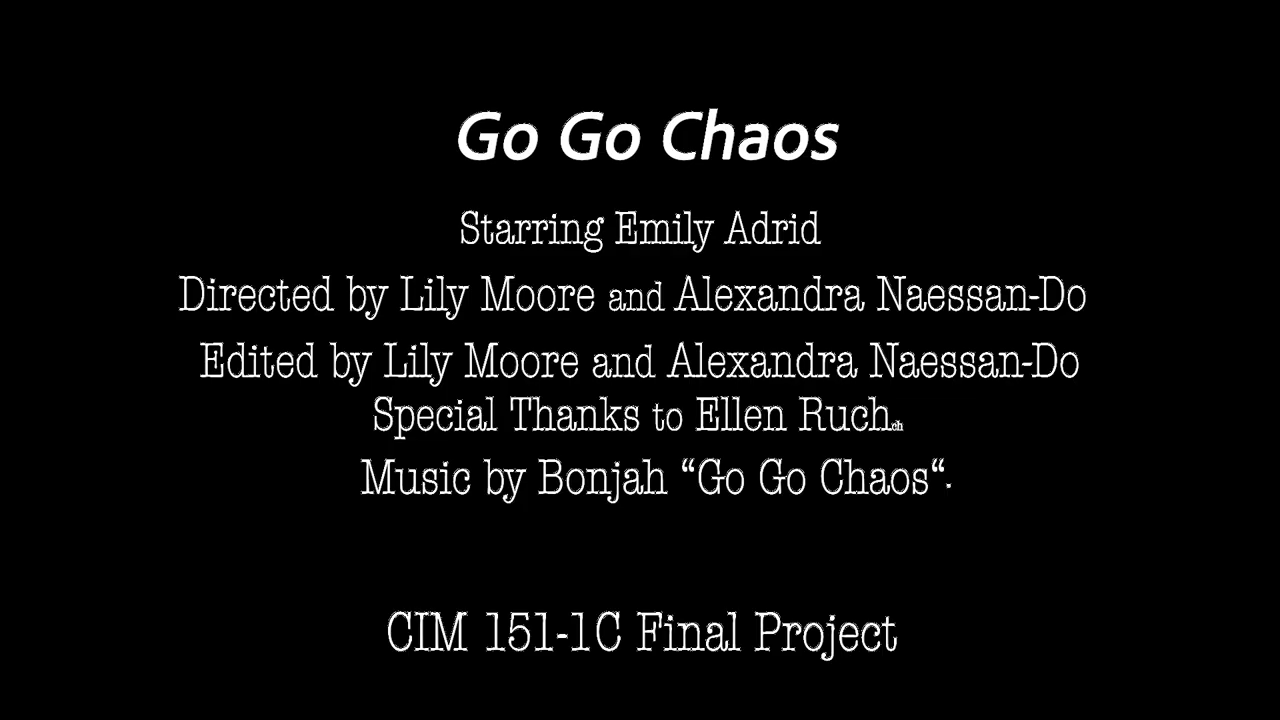 Go Go Chaos
Starring Emily Adrid
Directed by Lily Moore and Alexandra Naessan-Do
Edited by Lily Moore and Alexandra Naessan-Do
Special Thanks to Ellen Ruch.ch
Music by Bonjah “Go Go Chaos“.
CIM 151-1C Final Project